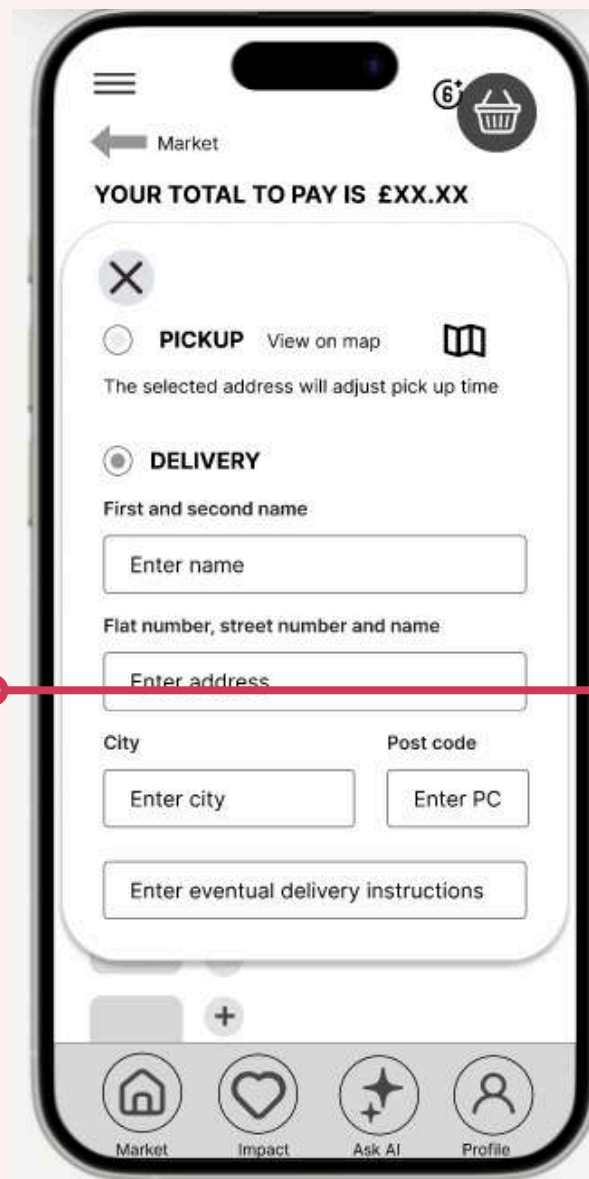 6
Market
YOUR TOTAL TO PAY IS £XX.XX
PICKUP View on map
The selected address will adjust pick up time
DELIVERY
First and second name
Enter name
Flat number, street number and name
Enter address
City Post code
Enter city Enter PC
Enter eventual delivery instructions
+
Market Impact Ask AI Profile